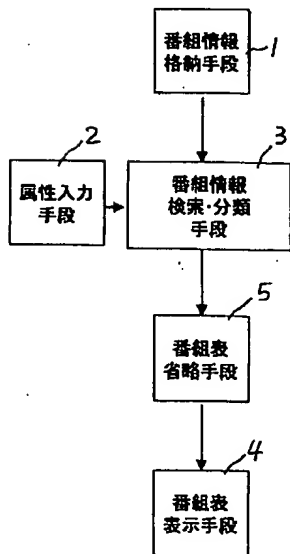 番組情報
格納手段
1
2
属性入力
手段
3
番組情報
検索・分類
手段
5
番組表
省略手段
4
番組表
表示手段